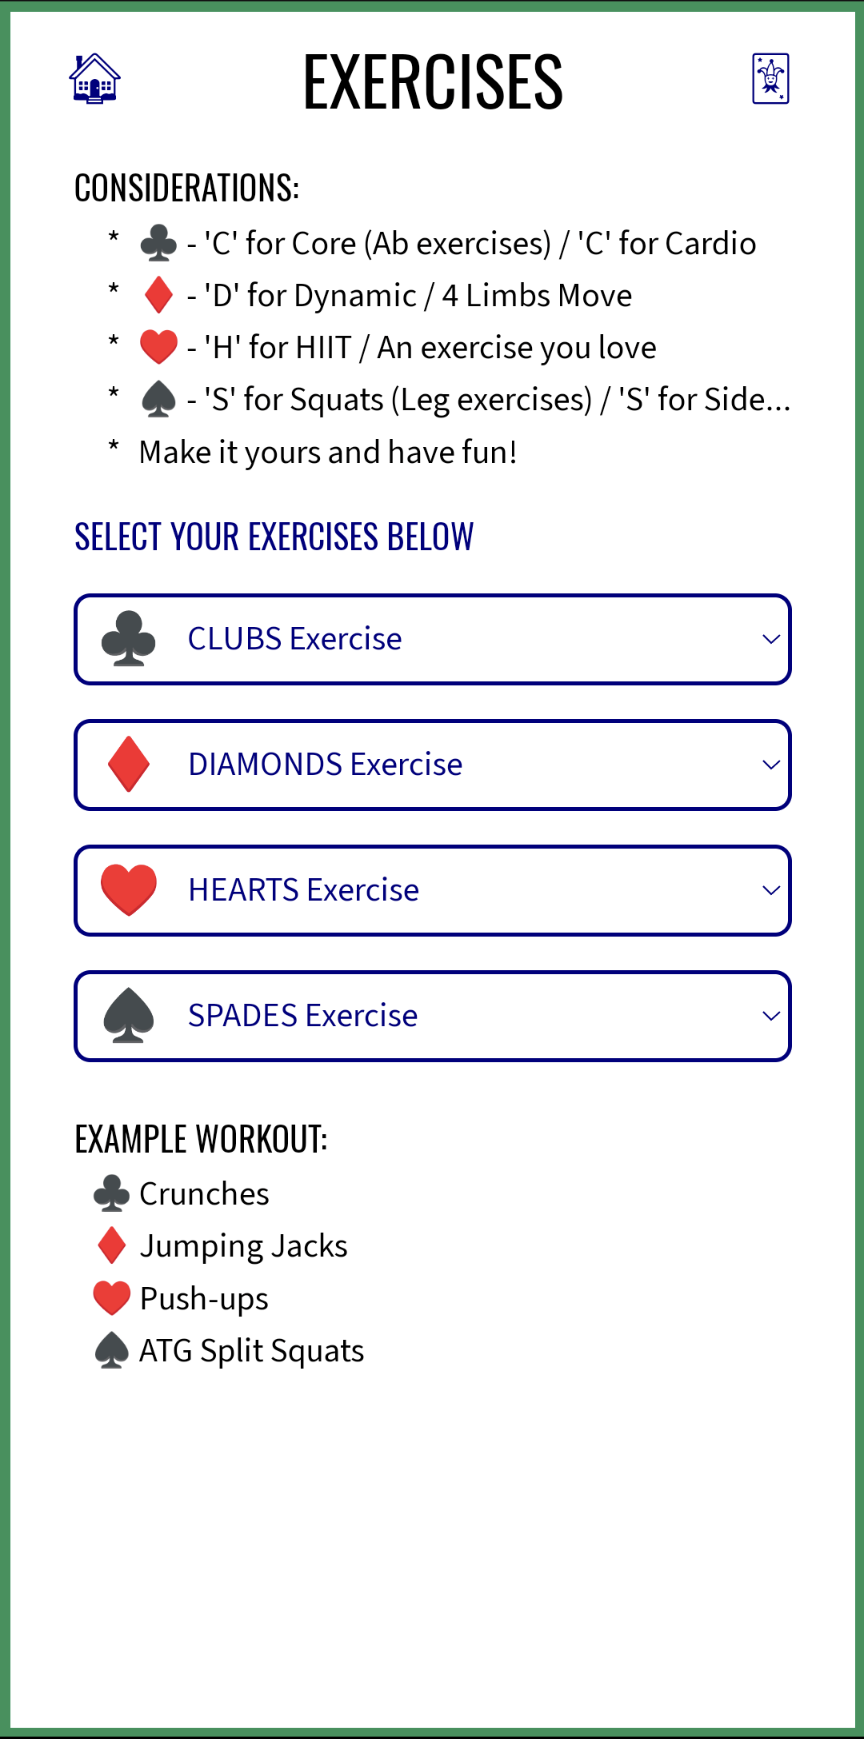 EXERCISES
CONSIDERATIONS:
* ♣ - 'C' for Core (Ab exercises) / 'C' for Cardio
* ♦ - 'D' for Dynamic / 4 Limbs Move
* ♥ - 'H' for HIIT / An exercise you love
* ♠ - 'S' for Squats (Leg exercises) / 'S' for Side...
* Make it yours and have fun!
SELECT YOUR EXERCISES BELOW
CLUBS Exercise
DIAMONDS Exercise
HEARTS Exercise
SPADES Exercise
EXAMPLE WORKOUT:
♣ Crunches
♦ Jumping Jacks
♥ Push-ups
♠ ATG Split Squats